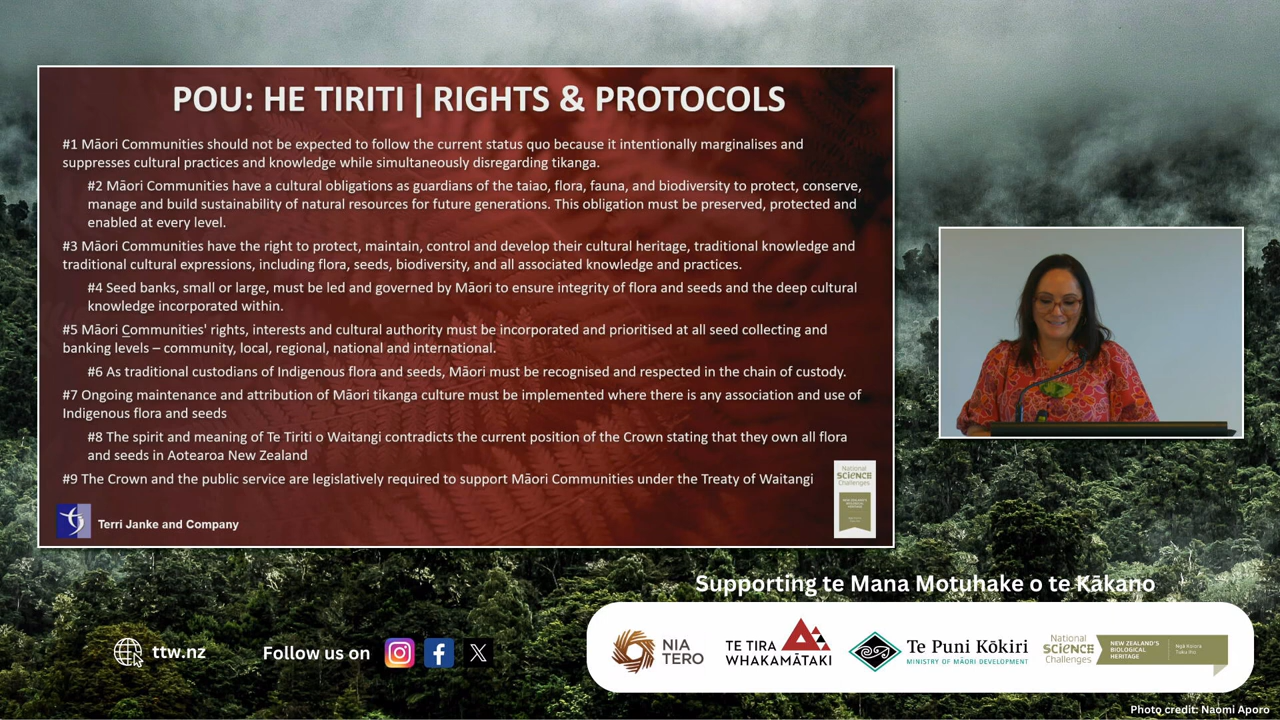 POU: HE TIRITI | RIGHTS & PROTOCOLS
#1 Māori Communities should not be expected to follow the current status quo because it intentionally marginalises and
suppresses cultural practices and knowledge while simultaneously disregarding tikanga.
#2 Māori Communities have a cultural obligations as guardians of the taiao, flora, fauna, and biodiversity to protect, conserve,
manage and build sustainability of natural resources for future generations. This obligation must be preserved, protected and
enabled at every level.
#3 Māori Communities have the right to protect, maintain, control and develop their cultural heritage, traditional knowledge and
traditional cultural expressions, including flora, seeds, biodiversity, and all associated knowledge and practices.
#4 Seed banks, small or large, must be led and governed by Māori to ensure integrity of flora and seeds and the deep cultural
knowledge incorporated within.
#5 Māori Communities' rights, interests and cultural authority must be incorporated and prioritised at all seed collecting and
banking levels – community, local, regional, national and international.
#6 As traditional custodians of Indigenous flora and seeds, Māori must be recognised and respected in the chain of custody.
#7 Ongoing maintenance and attribution of Māori tikanga culture must be implemented where there is any association and use of
Indigenous flora and seeds
#8 The spirit and meaning of Te Tiriti o Waitangi contradicts the current position of the Crown stating that they own all flora
and seeds in Aotearoa New Zealand
#9 The Crown and the public service are legislatively required to support Māori Communities under the Treaty of Waitangi
National
SCIENCE
Challenges
Terri Janke and Company
Supporting te Mana Motuhake o te Kākano
ttw.nz
Follow us on
NIA
TERO
TE TIRA
WHAKAMĀTAKI
Te Puni Kōkiri
MINISTRY OF MĀORI DEVELOPMENT
National
SCIENCE
Challenges
NEW ZEALAND'S
BIOLOGICAL
HERITAGE
Ngā Koiora
Tuku Iho
Photo credit: Naomi Aporo